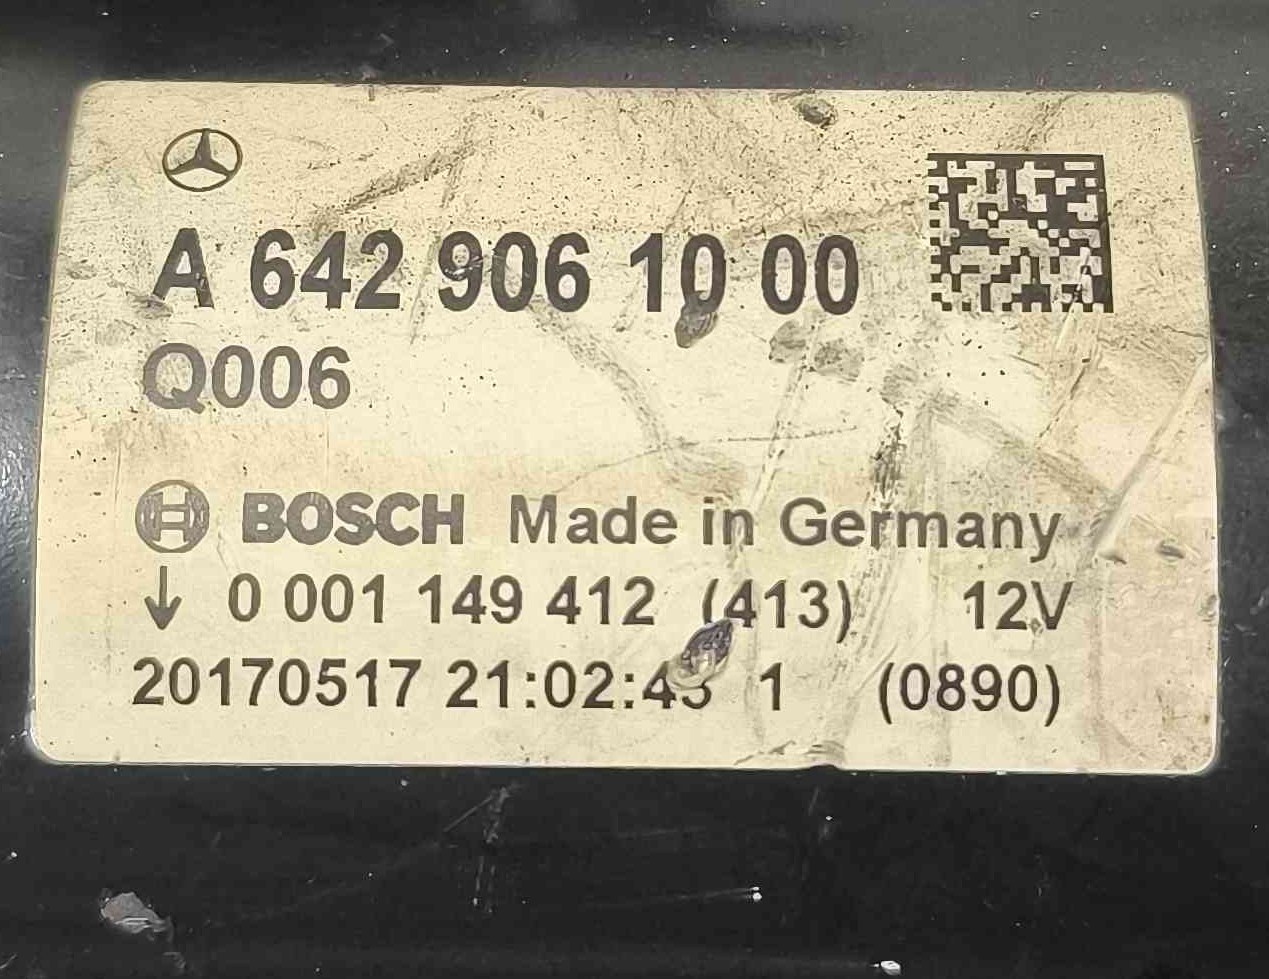 A 642 906 10 00
Q006
BOSCH Made in Germany
↓ 0 001 149 412 (413) 12V
20170517 21:02:43 1 (0890)